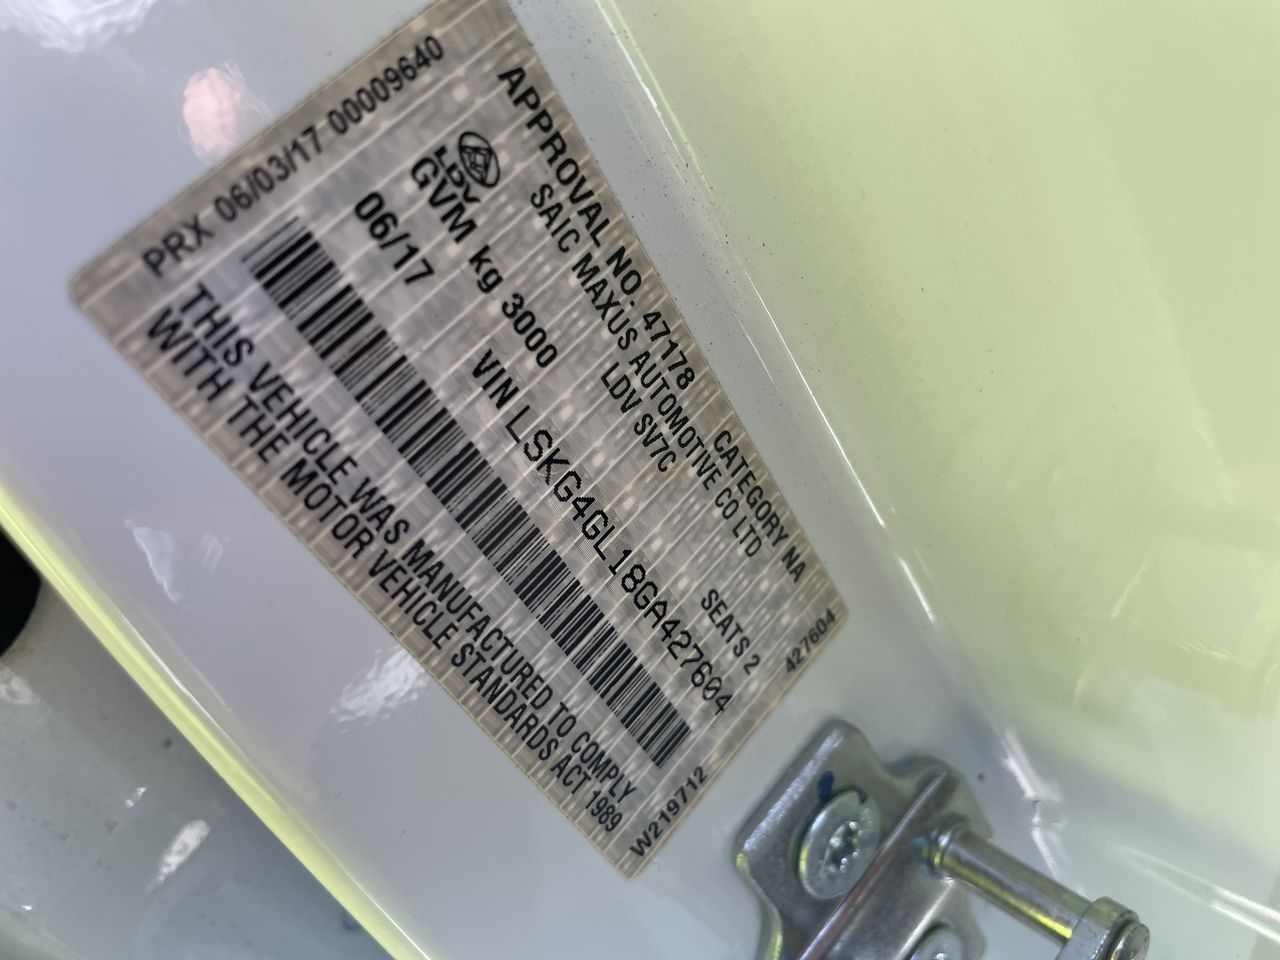 PRX 06/03/17 00009640
APPROVAL NO. 47178 CATEGORY NA
SAIC MAXUS AUTOMOTIVE CO LTD
LDV
LDV SV7C
SEATS 2
GVM kg 3000
06/17
VIN LSKG4GL18GA427604
THIS VEHICLE WAS MANUFACTURED TO COMPLY
WITH THE MOTOR VEHICLE STANDARDS ACT 1989
427604
W219712